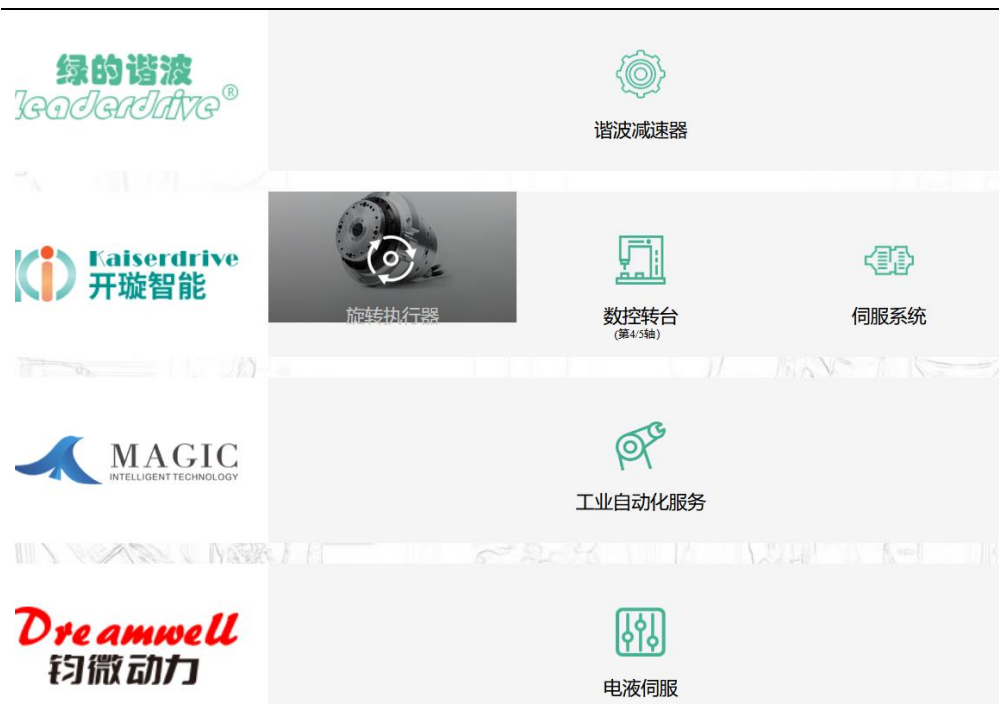 绿的谐波
leaderdrive®
谐波减速器
Kaiserdrive
开璇智能
旋转执行器
数控转台
(第4/5轴)
伺服系统
MAGIC
INTELLIGENT TECHNOLOGY
工业自动化服务
Dreamwell
钧微动力
电液伺服